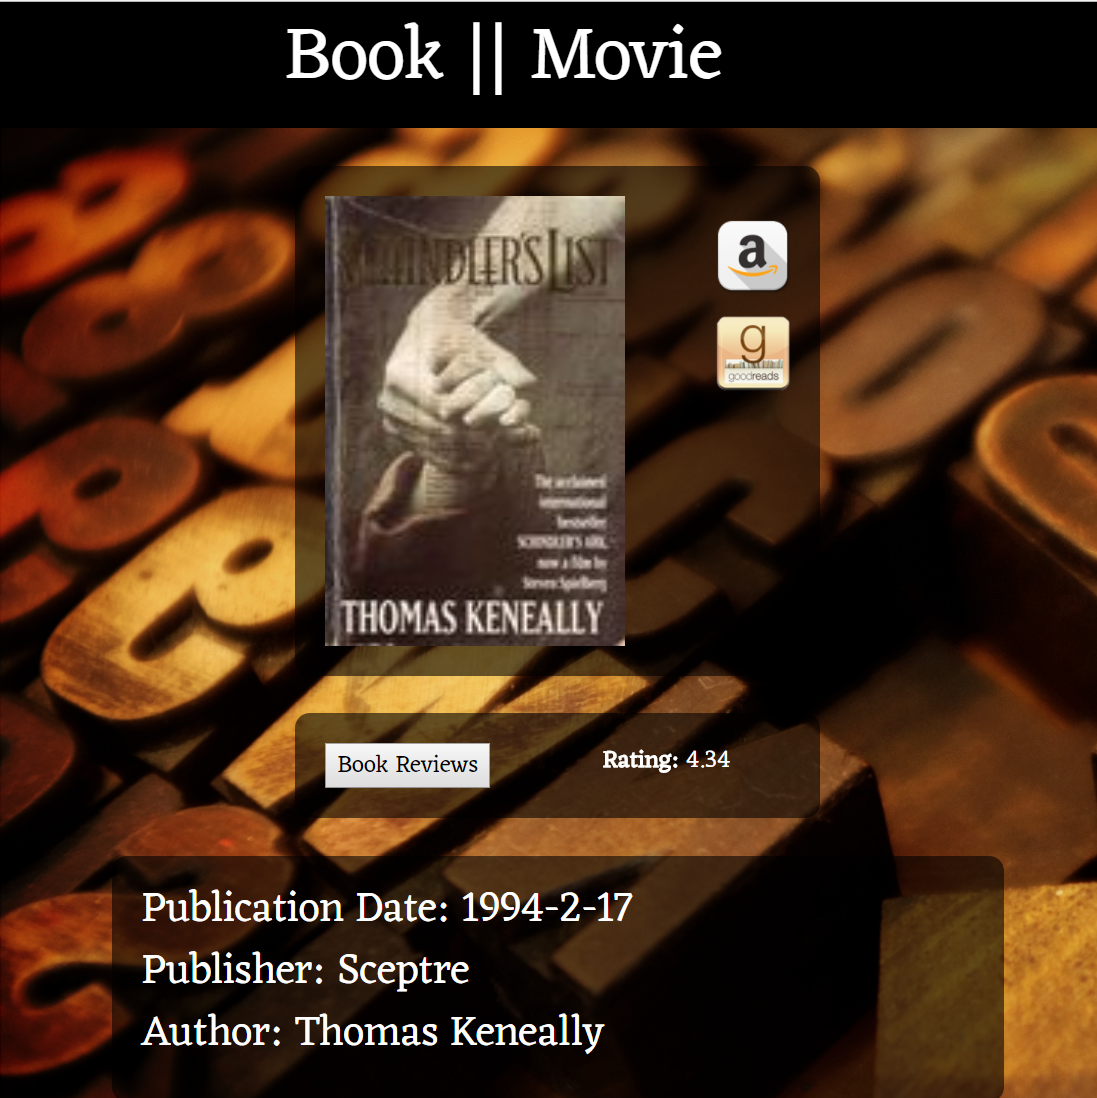 Book || Movie
SCHINDLER'S LIST
a
g
goodreads
The acclaimed
international
bestseller
SCHINDLER'S ARK,
now a film by
Steven Spielberg
THOMAS KENEALLY
Book Reviews
Rating: 4.34
Publication Date: 1994-2-17
Publisher: Sceptre
Author: Thomas Keneally